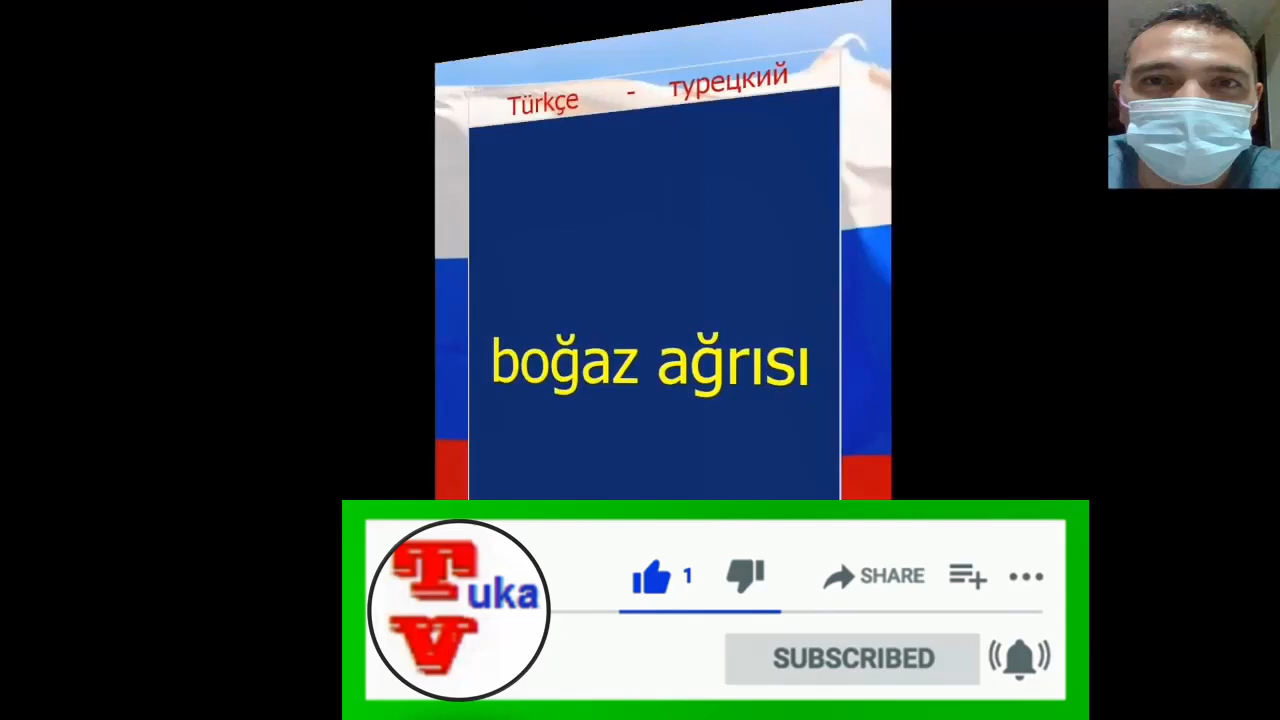 Türkçe - турецкий
boğaz ağrısı
Tuka
V
1
SHARE
SUBSCRIBED